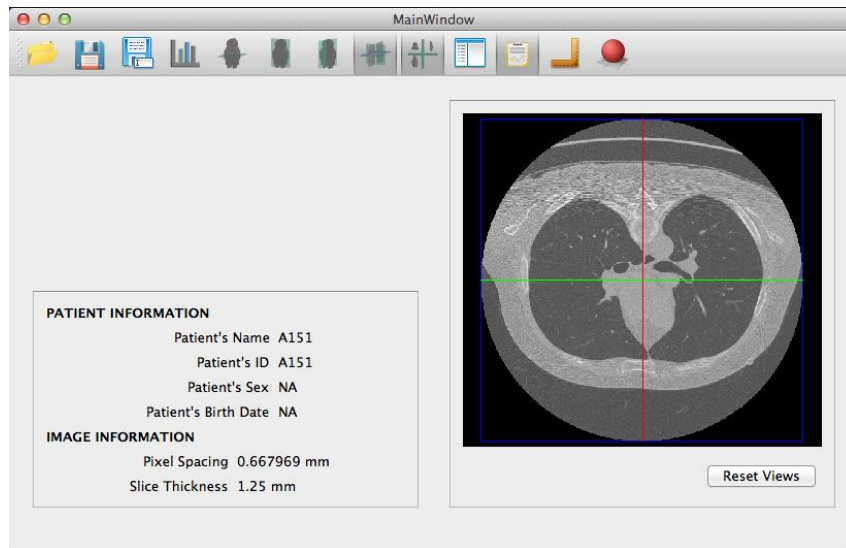 MainWindow
PATIENT INFORMATION
Patient's Name A151
Patient's ID A151
Patient's Sex NA
Patient's Birth Date NA
IMAGE INFORMATION
Pixel Spacing 0.667969 mm
Slice Thickness 1.25 mm
Reset Views